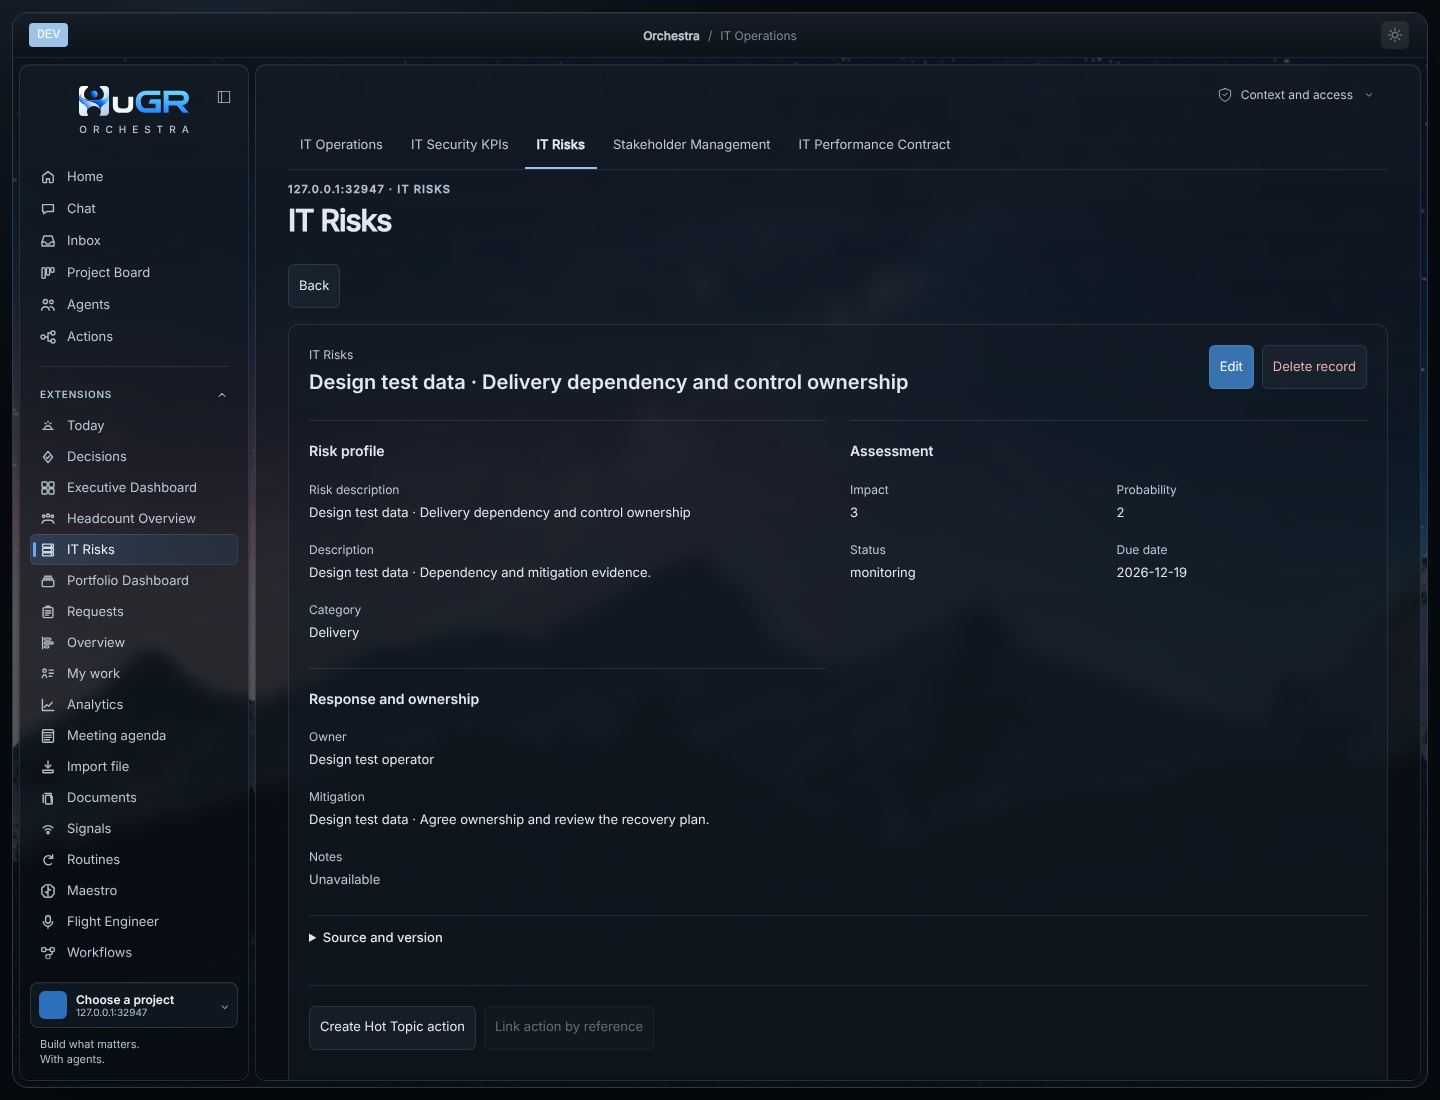 DEV
Orchestra / IT Operations
HuGR
ORCHESTRA
Home
Chat
Inbox
Project Board
Agents
Actions
EXTENSIONS
Today
Decisions
Executive Dashboard
Headcount Overview
IT Risks
Portfolio Dashboard
Requests
Overview
My work
Analytics
Meeting agenda
Import file
Documents
Signals
Routines
Maestro
Flight Engineer
Workflows
Choose a project
127.0.0.1:32947
Build what matters.
With agents.
Context and access
IT Operations IT Security KPIs IT Risks Stakeholder Management IT Performance Contract
127.0.0.1:32947 · IT RISKS
IT Risks
Back
IT Risks
Design test data · Delivery dependency and control ownership
Edit Delete record
Risk profile
Risk description
Design test data · Delivery dependency and control ownership
Description
Design test data · Dependency and mitigation evidence.
Category
Delivery
Assessment
Impact Probability
3 2
Status Due date
monitoring 2026-12-19
Response and ownership
Owner
Design test operator
Mitigation
Design test data · Agree ownership and review the recovery plan.
Notes
Unavailable
Source and version
Create Hot Topic action Link action by reference